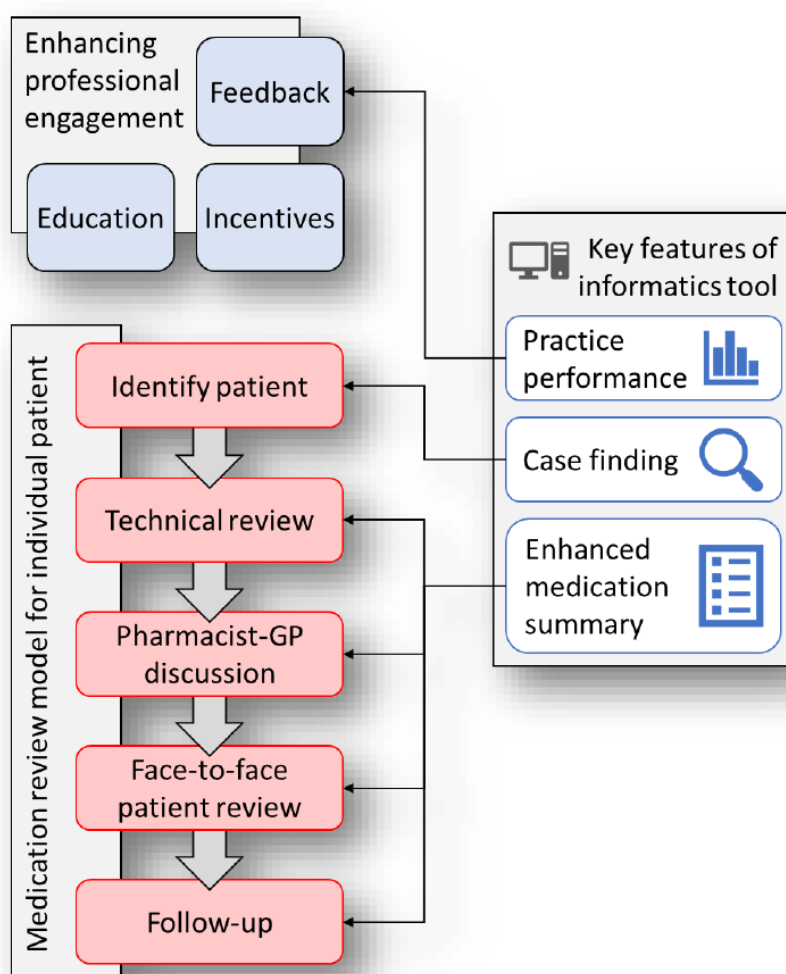 Enhancing
professional
engagement
Feedback
Education
Incentives
Key features of
informatics tool
Practice
performance
Case finding
Enhanced
medication
summary
Medication review model for individual patient
Identify patient
Technical review
Pharmacist-GP
discussion
Face-to-face
patient review
Follow-up